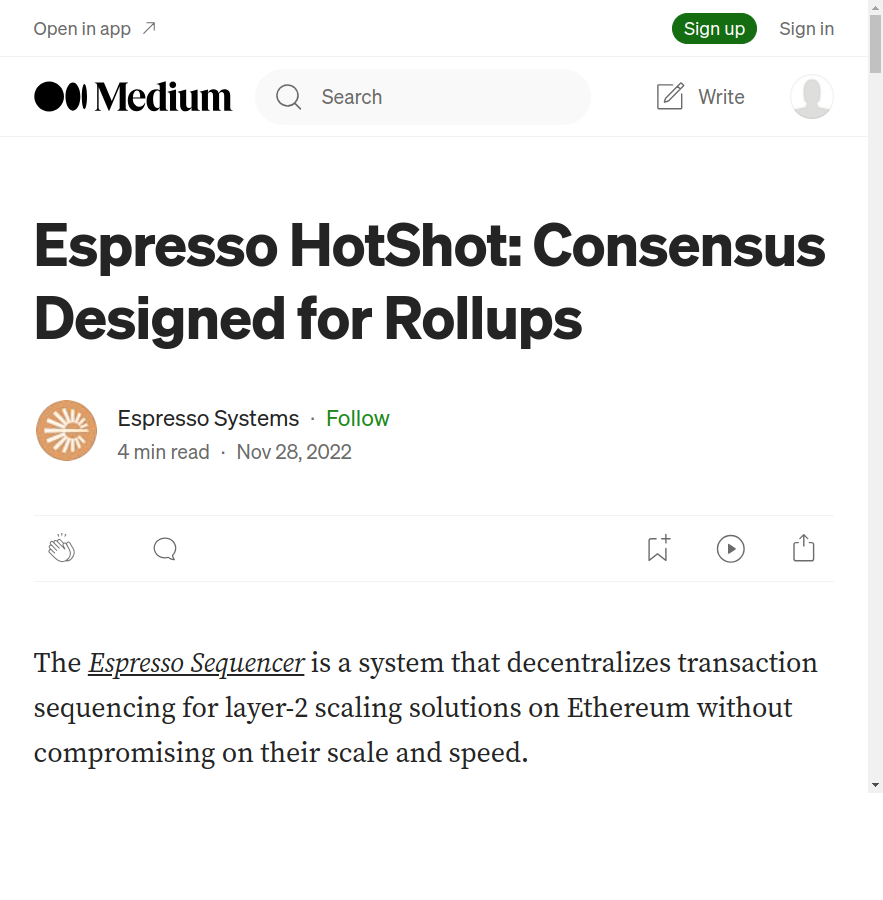 Open in app
Sign up
Sign in
Medium
Search
Write
Espresso HotShot: Consensus
Designed for Rollups
Espresso Systems · Follow
4 min read · Nov 28, 2022
The Espresso Sequencer is a system that decentralizes transaction
sequencing for layer-2 scaling solutions on Ethereum without
compromising on their scale and speed.